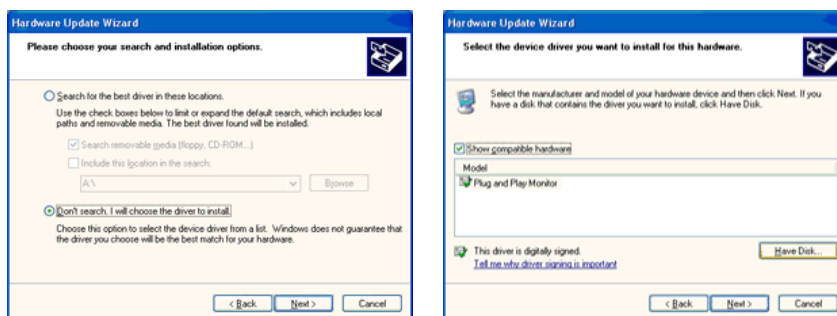 Hardware Update Wizard
Please choose your search and installation options.
Search for the best driver in these locations.
Use the check boxes below to limit or expand the default search, which includes local
paths and removable media. The best driver found will be installed.
Search removable media (floppy, CD-ROM...)
Include this location in the search:
A:\
Browse
Don't search. I will choose the driver to install.
Choose this option to select the device driver from a list. Windows does not guarantee that
the driver you choose will be the best match for your hardware.
< Back Next > Cancel
Hardware Update Wizard
Select the device driver you want to install for this hardware.
Select the manufacturer and model of your hardware device and then click Next. If you
have a disk that contains the driver you want to install, click Have Disk.
Show compatible hardware
Model
Plug and Play Monitor
This driver is digitally signed.
Tell me why driver signing is important
Have Disk...
< Back Next > Cancel